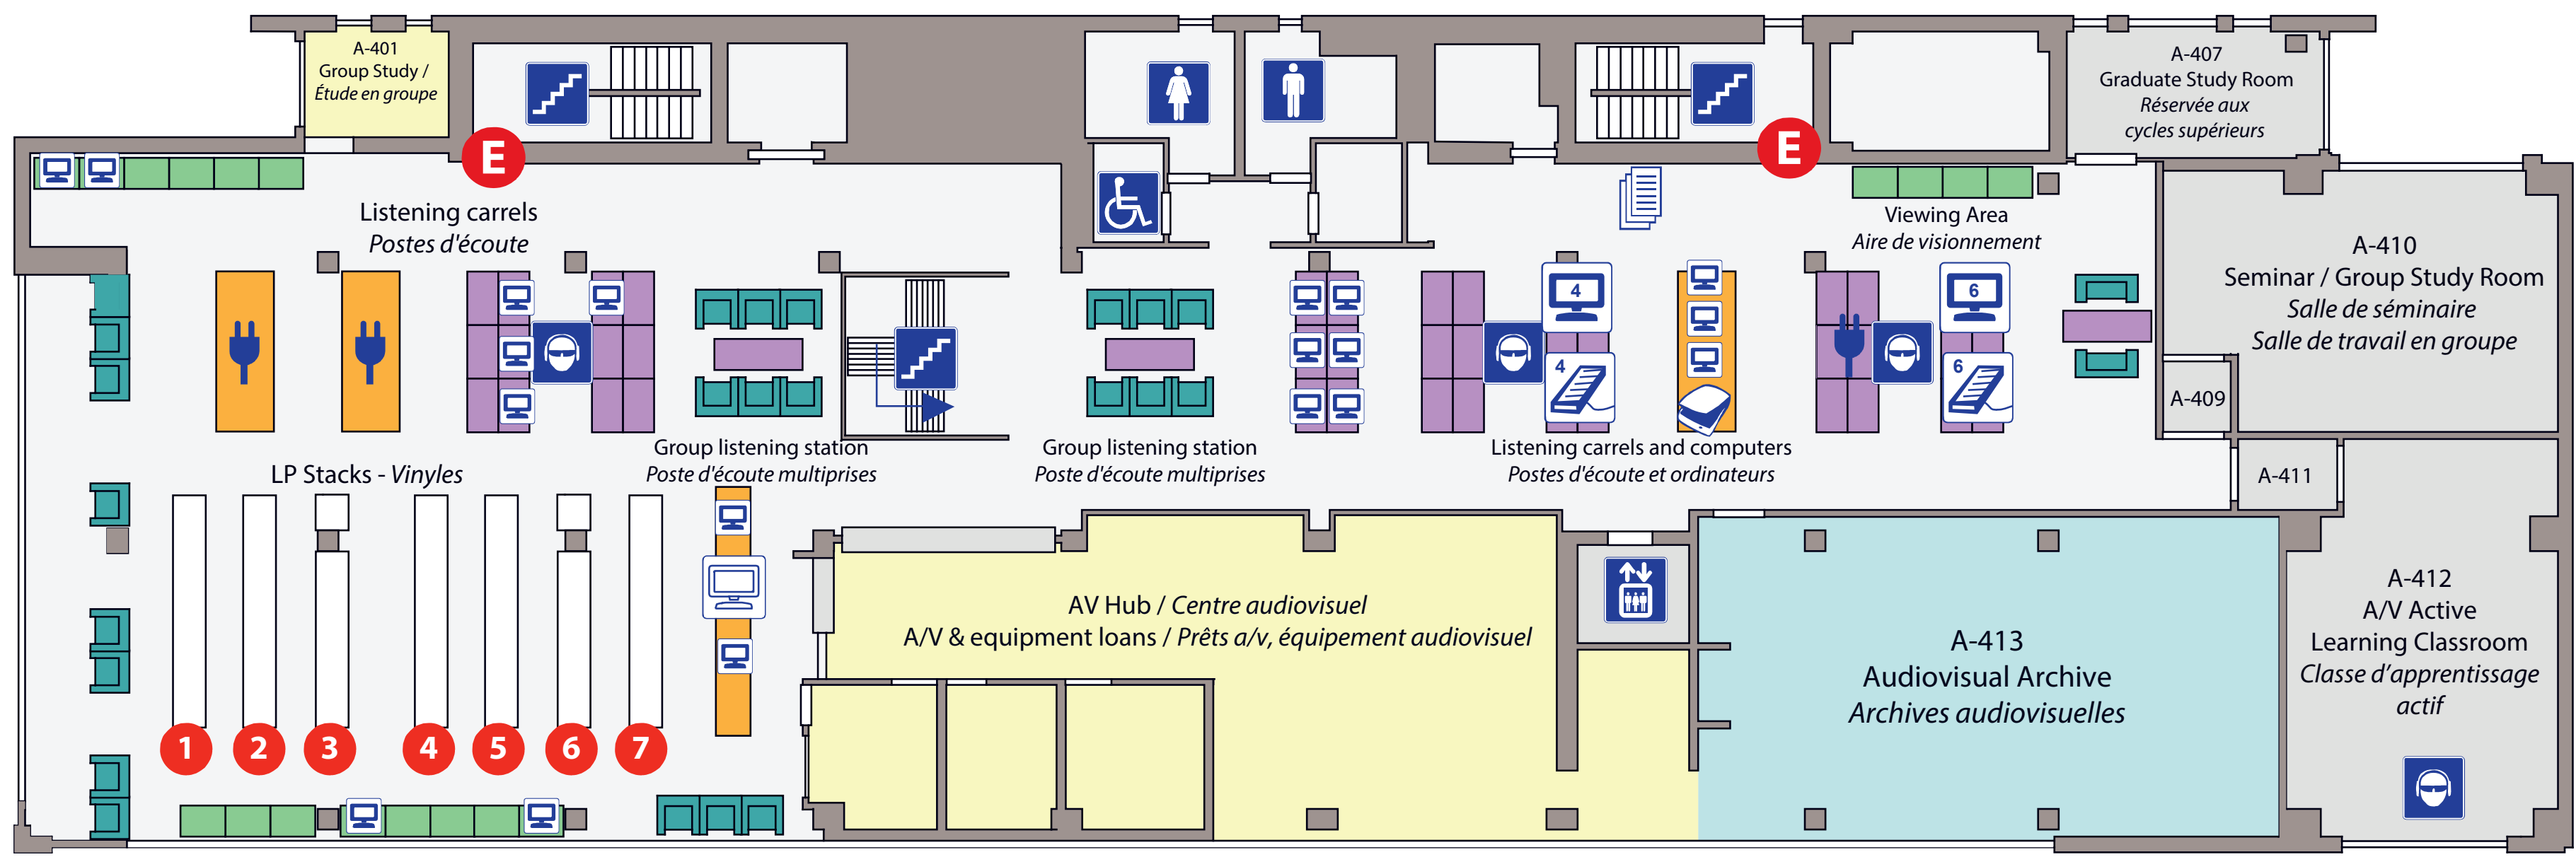 A-401
Group Study /
Étude en groupe
E
E
A-407
Graduate Study Room
Réservée aux
cycles supérieurs
Listening carrels
Postes d'écoute
Viewing Area
Aire de visionnement
A-410
Seminar / Group Study Room
Salle de séminaire
Salle de travail en groupe
4
4
6
6
A-409
Group listening station
Poste d'écoute multiprises
Group listening station
Poste d'écoute multiprises
Listening carrels and computers
Postes d'écoute et ordinateurs
LP Stacks - Vinyles
A-411
AV Hub / Centre audiovisuel
A/V & equipment loans / Prêts a/v, équipement audiovisuel
A-413
Audiovisual Archive
Archives audiovisuelles
A-412
A/V Active
Learning Classroom
Classe d'apprentissage
actif
1 2 3 4 5 6 7